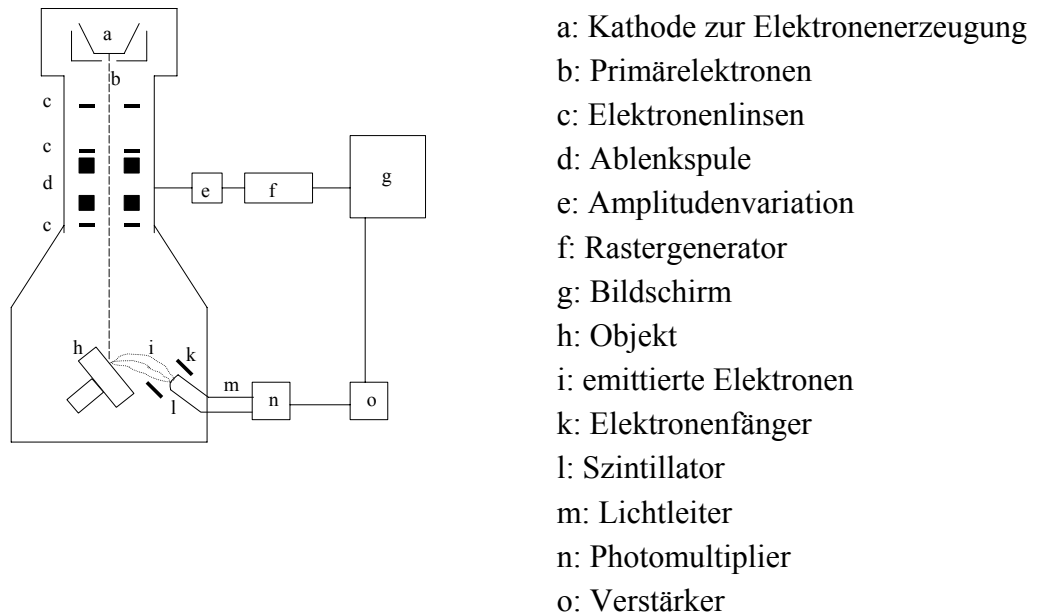 a
b
c
c
d
c
e
f
g
h
i
k
l
m
n
o
a: Kathode zur Elektronenerzeugung
b: Primärelektronen
c: Elektronenlinsen
d: Ablenkspule
e: Amplitudenvariation
f: Rastergenerator
g: Bildschirm
h: Objekt
i: emittierte Elektronen
k: Elektronenfänger
l: Szintillator
m: Lichtleiter
n: Photomultiplier
o: Verstärker